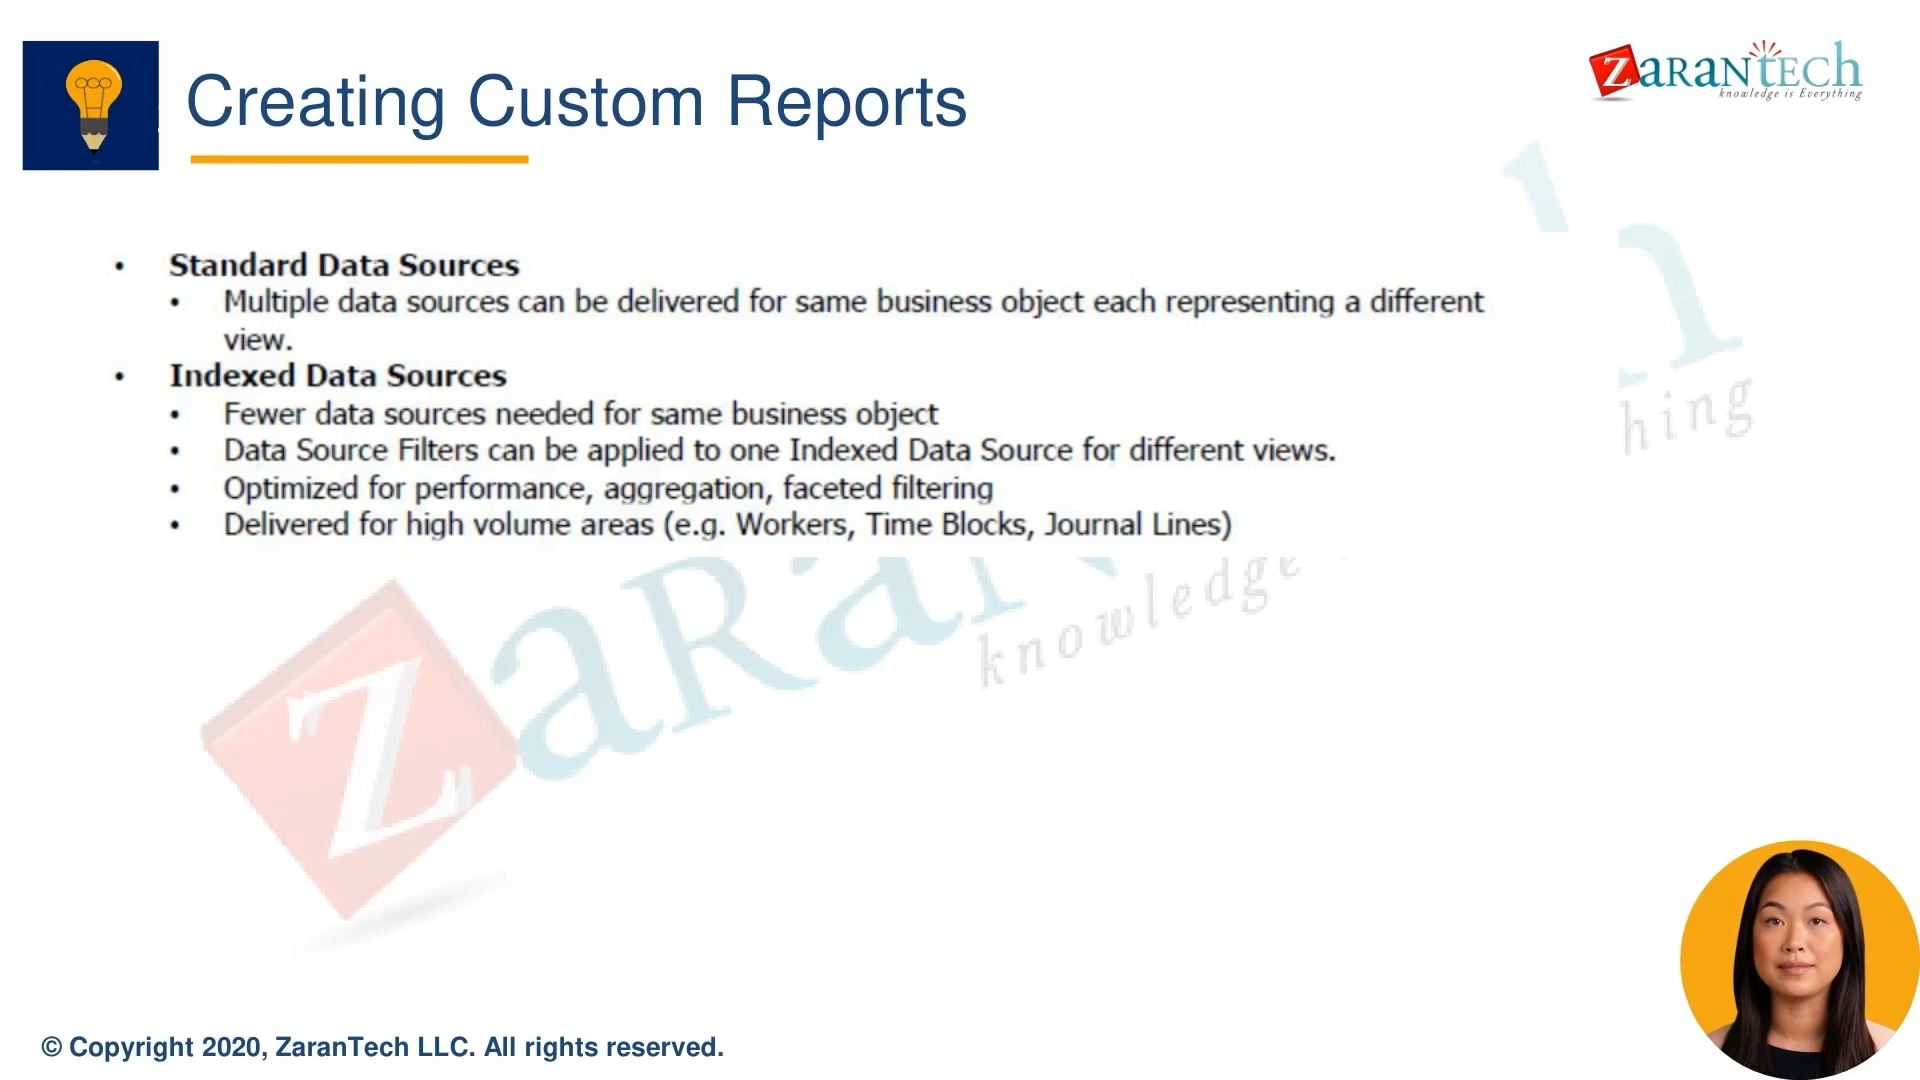 Creating Custom Reports
ZARANTECH
knowledge is Everything
• Standard Data Sources
• Multiple data sources can be delivered for same business object each representing a different
view.
• Indexed Data Sources
• Fewer data sources needed for same business object
• Data Source Filters can be applied to one Indexed Data Source for different views.
• Optimized for performance, aggregation, faceted filtering
• Delivered for high volume areas (e.g. Workers, Time Blocks, Journal Lines)
zaRa
knowledge
hing
© Copyright 2020, ZaranTech LLC. All rights reserved.